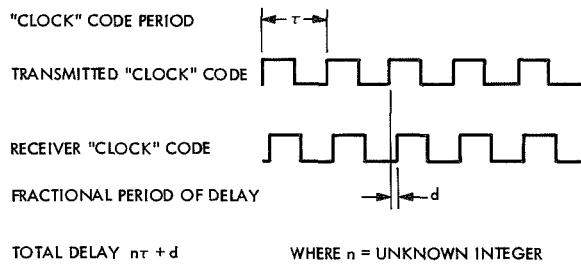 "CLOCK" CODE PERIOD
τ
TRANSMITTED "CLOCK" CODE
RECEIVER "CLOCK" CODE
FRACTIONAL PERIOD OF DELAY
d
TOTAL DELAY nτ + d WHERE n = UNKNOWN INTEGER